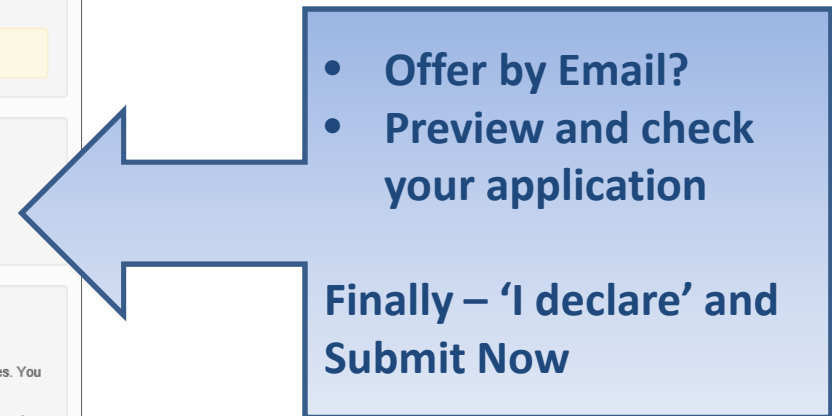 • Offer by Email?
• Preview and check
your application
Finally – ‘I declare’ and
Submit Now
es. You